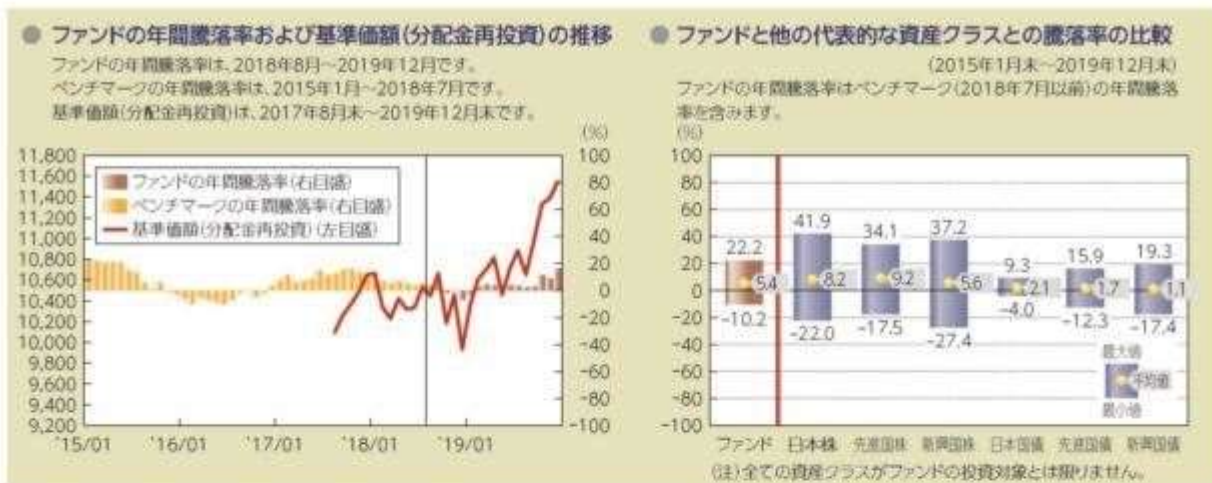 ● ファンドの年間騰落率および基準価額(分配金再投資)の推移
ファンドの年間騰落率は、2018年8月～2019年12月です。
ベンチマークの年間騰落率は、2015年1月～2018年7月です。
基準価額(分配金再投資)は、2017年8月末～2019年12月末です。
(%)
11,800
11,600
11,400
11,200
11,000
10,800
10,600
10,400
10,200
10,000
9,800
9,600
9,400
9,200
ファンドの年間騰落率(右目盛)
ベンチマークの年間騰落率(右目盛)
基準価額(分配金再投資)(左目盛)
100
80
60
40
20
0
-20
-40
-60
-80
-100
'15/01 '16/01 '17/01 '18/01 '19/01
● ファンドと他の代表的な資産クラスとの騰落率の比較
(2015年1月末～2019年12月末)
ファンドの年間騰落率はベンチマーク(2018年7月以前)の年間騰落
率を含みます。
(%)
100
80
60
40
20
0
-20
-40
-60
-80
-100
22.2 41.9 34.1 37.2 9.3 15.9 19.3
5.4 8.2 9.2 5.6 2.1 1.7 1.1
-10.2 -22.0 -17.5 -27.4 -4.0 -12.3 -17.4
最大値
平均値
最小値
ファンド 日本株 先進国株 新興国株 日本国債 先進国債 新興国債
(注)全ての資産クラスがファンドの投資対象とは限りません。